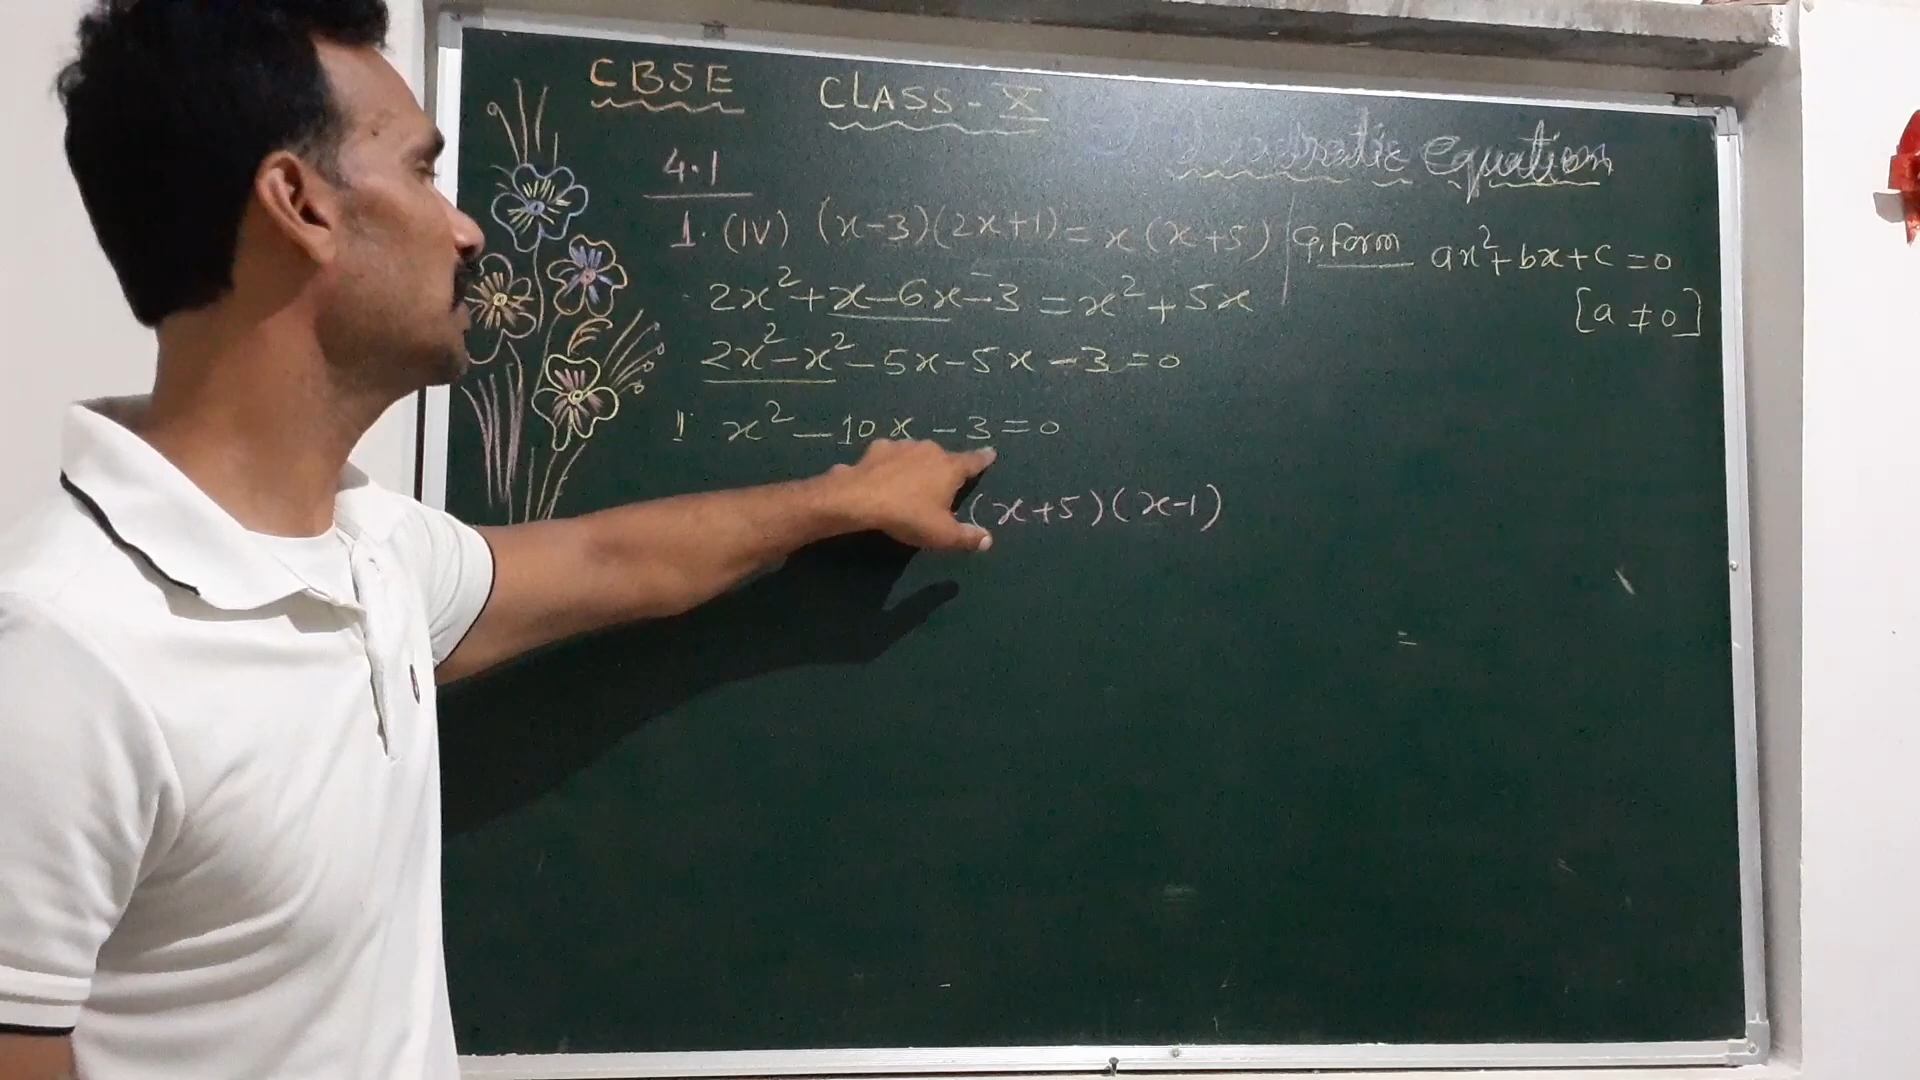 CBSE CLASS-X
Quadratic Equation
4.1
1. (IV) (x-3)(2x+1)=x(x+5)
G. Form ax²+bx+c=0
[a≠0]
2x²+x-6x-3=x²+5x
2x²-x²-5x-5x-3=0
x²-10x-3=0
(x+5)(x-1)
=